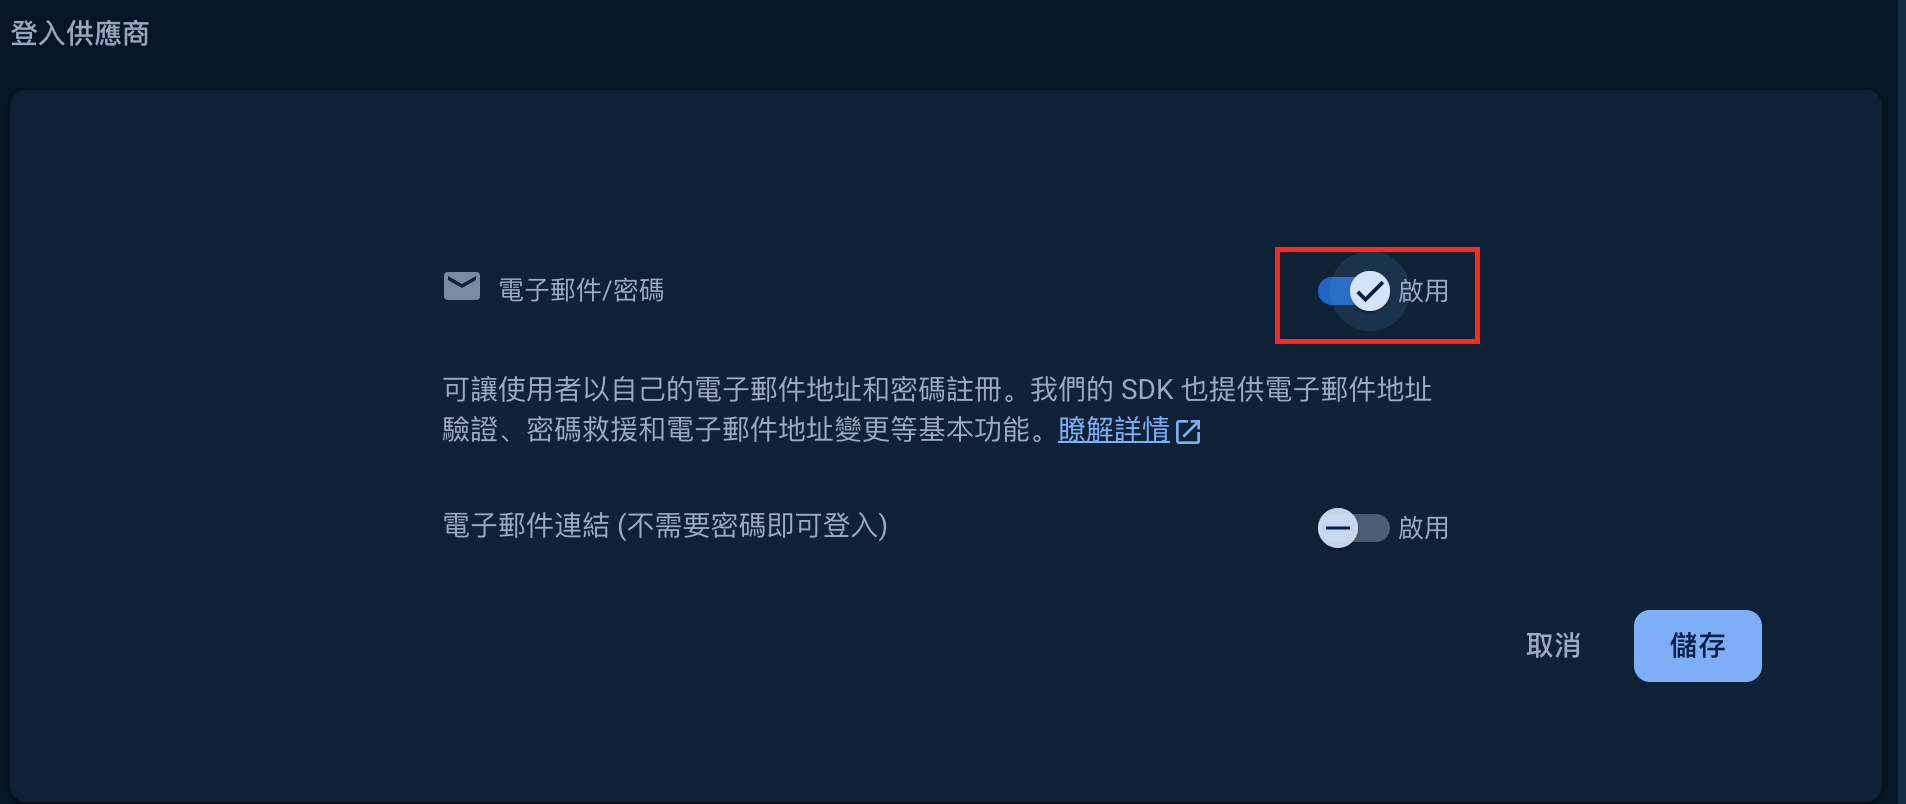 登入供應商
電子郵件/密碼
啟用
可讓使用者以自己的電子郵件地址和密碼註冊。我們的 SDK 也提供電子郵件地址
驗證、密碼救援和電子郵件地址變更等基本功能。瞭解詳情
電子郵件連結 (不需要密碼即可登入)
啟用
取消
儲存